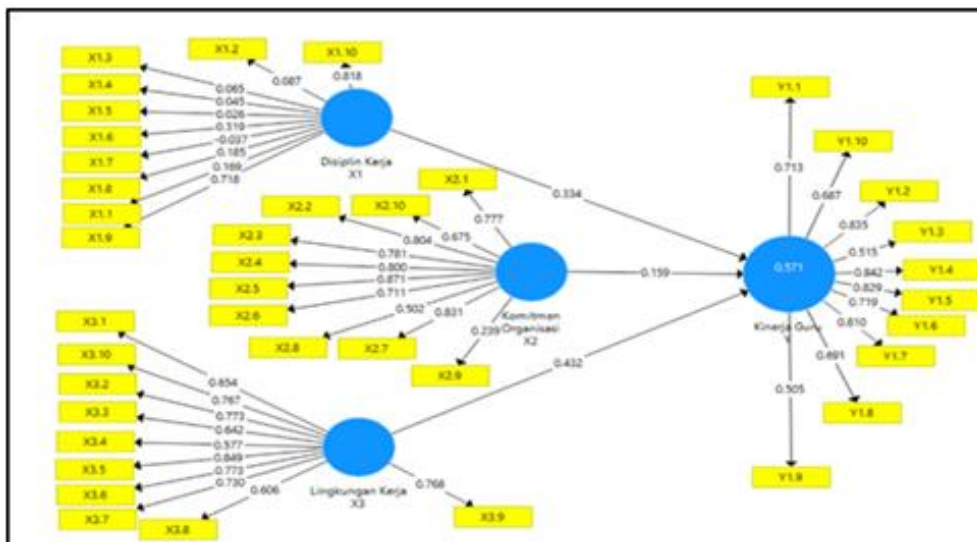 X1.3
X1.2
X1.10
X1.4
X1.5
X1.6
X1.7
X1.8
X1.1
X1.9
0.087
0.818
0.065
0.045
0.026
0.319
-0.037
0.185
0.169
0.718
Disiplin Kerja
X1
0.334
X2.1
X2.2
X2.10
X2.3
X2.4
X2.5
X2.6
X2.8
X2.7
X2.9
0.777
0.675
0.804
0.781
0.800
0.871
0.711
0.502
0.831
0.239
Komitmen
Organisasi
X2
0.159
X3.1
X3.10
X3.2
X3.3
X3.4
X3.5
X3.6
X3.7
X3.8
X3.9
0.654
0.767
0.773
0.642
0.577
0.849
0.773
0.730
0.606
0.768
Lingkungan Kerja
X3
0.432
Y1.1
Y1.10
Y1.2
Y1.3
Y1.4
Y1.5
Y1.6
Y1.7
Y1.8
Y1.9
0.713
0.687
0.835
0.515
0.842
0.829
0.719
0.810
0.691
0.505
0.571
Kinerja Guru